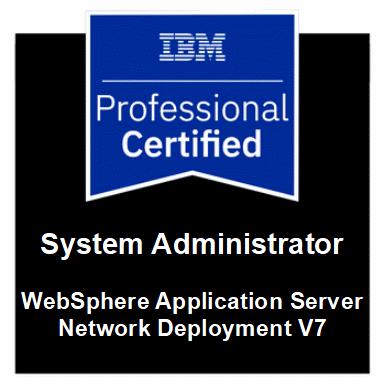 IBM
Professional
Certified
System Administrator
WebSphere Application Server
Network Deployment V7